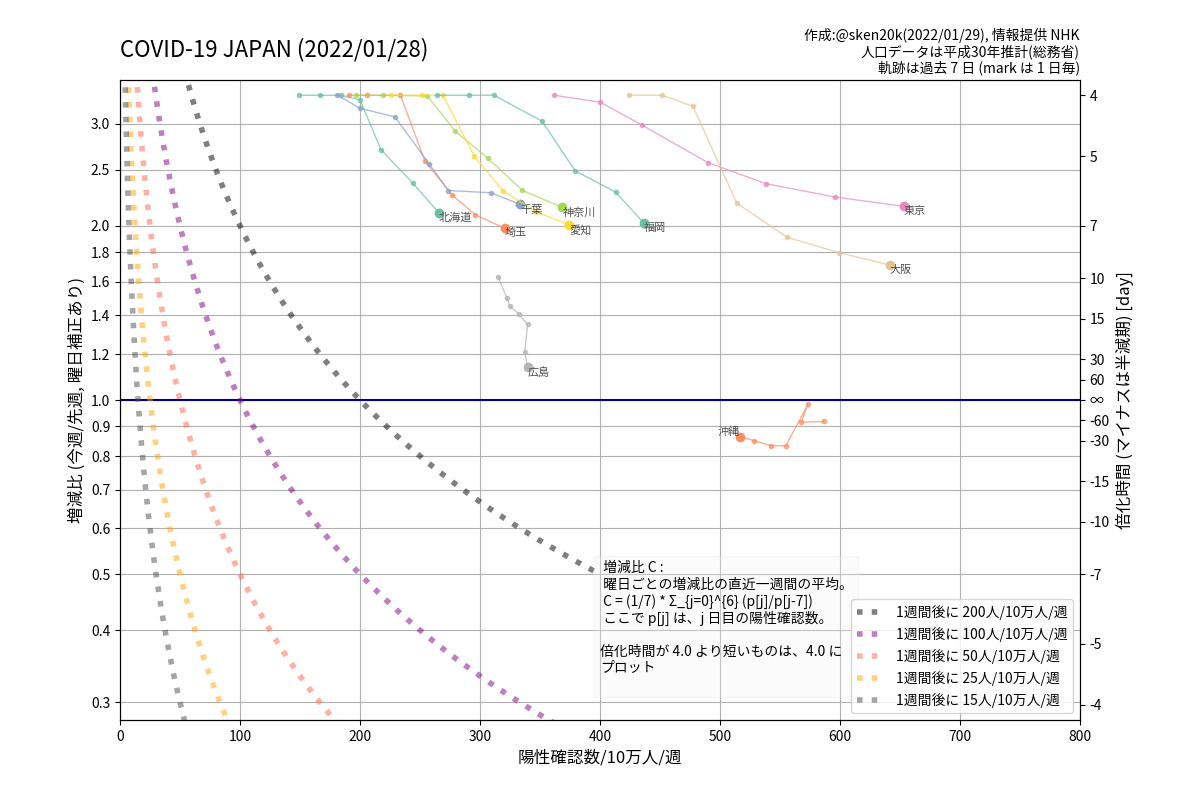 COVID-19 JAPAN (2022/01/28)
作成:@sken20k(2022/01/29), 情報提供 NHK
人口データは平成30年推計(総務省)
軌跡は過去 7 日 (mark は 1 日毎)
増減比 (今週/先週, 曜日補正あり)
3.0
2.5
2.0
1.8
1.6
1.4
1.2
1.0
0.9
0.8
0.7
0.6
0.5
0.4
0.3
北海道
埼玉
千葉
神奈川
愛知
福岡
東京
大阪
広島
沖縄
4
5
7
10
15
30
60
∞
-60
-30
-15
-10
-7
-5
-4
倍化時間 (マイナスは半減期) [day]
増減比 C :
曜日ごとの増減比の直近一週間の平均。
C = (1/7) * Σ_{j=0}^{6} (p[j]/p[j-7])
ここで p[j] は、j 日目の陽性確認数。
倍化時間が 4.0 より短いものは、4.0 に
プロット
1週間後に 200人/10万人/週
1週間後に 100人/10万人/週
1週間後に 50人/10万人/週
1週間後に 25人/10万人/週
1週間後に 15人/10万人/週
0
100
200
300
400
500
600
700
800
陽性確認数/10万人/週